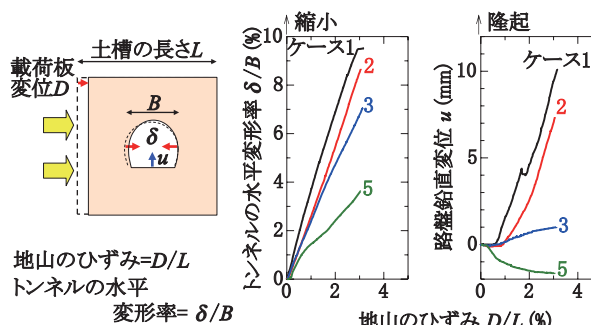 土槽の長さL
載荷板
変位D
B
δ
u
地山のひずみ=D/L
トンネルの水平
変形率= δ/B
縮小
トンネルの水平変形率 δ/B (%)
10
8
6
4
2
0
0
5
ケース1
2
3
5
隆起
路盤鉛直変位 u (mm)
10
5
0
0
5
ケース1
2
3
5
地山のひずみ D/L (%)